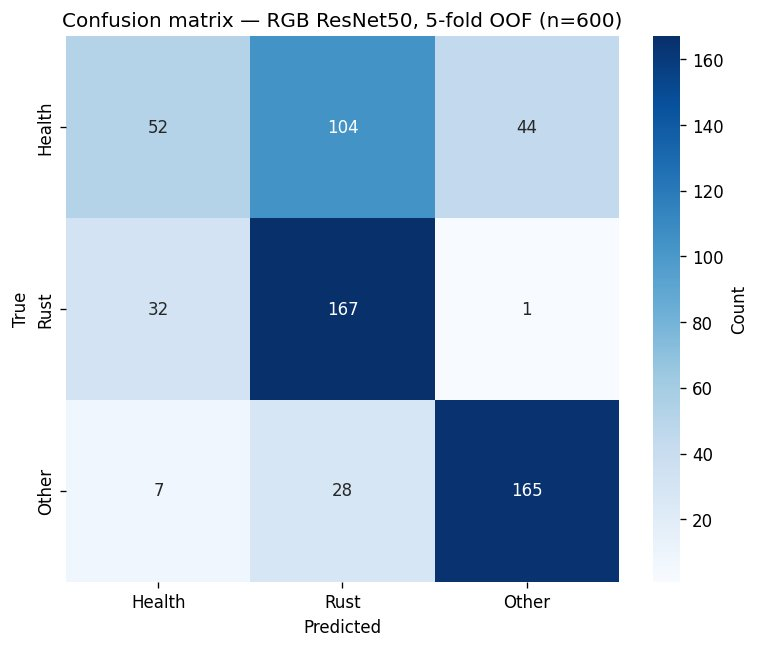 Confusion matrix — RGB ResNet50, 5-fold OOF (n=600)
Health
52
104
44
True
Rust
32
167
1
Other
7
28
165
Health
Rust
Other
Predicted
160
140
120
100
80
60
40
20
Count